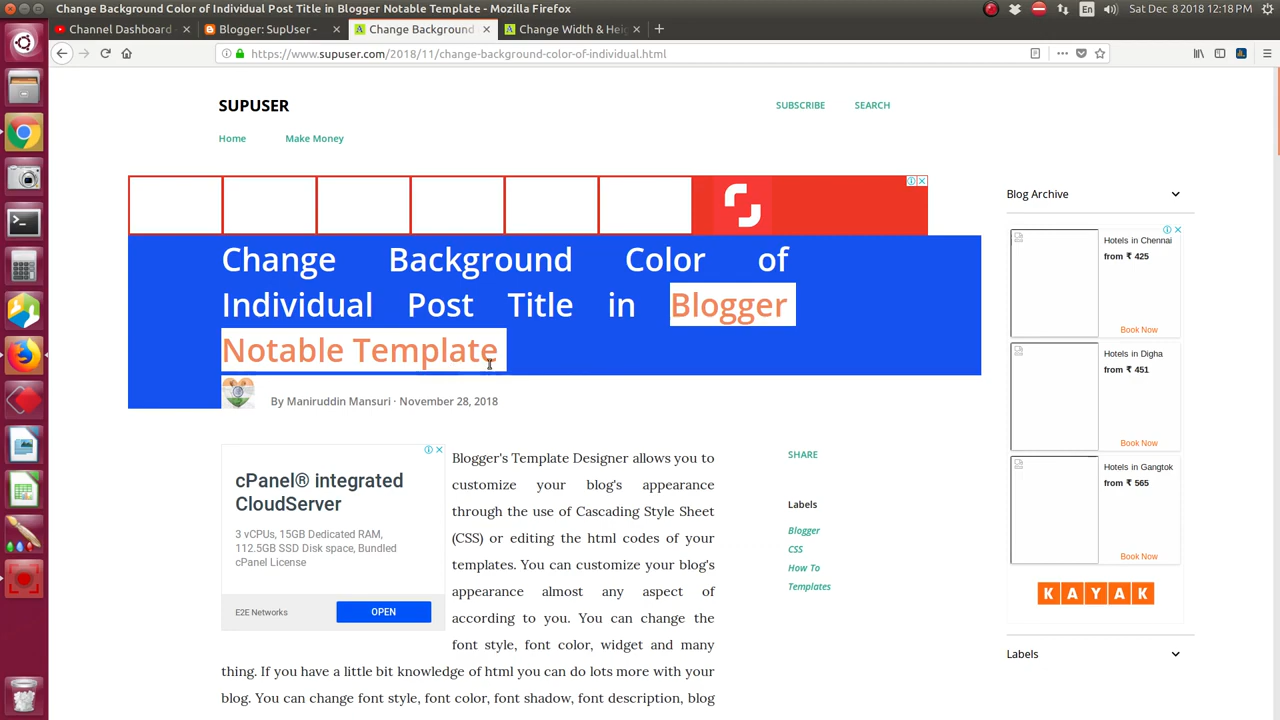 Change Background Color of Individual Post Title in Blogger Notable Template - Mozilla Firefox
En
Sat Dec 8 2018 12:18 PM
Channel Dashboard -
Blogger: SupUser -
Change Background
Change Width & Hei
https://www.supuser.com/2018/11/change-background-color-of-individual.html
SUPUSER
SUBSCRIBE
SEARCH
Home
Make Money
Change Background Color of
Individual Post Title in Blogger
Notable Template
By Maniruddin Mansuri · November 28, 2018
cPanel® integrated
CloudServer
3 vCPUs, 15GB Dedicated RAM,
112.5GB SSD Disk space, Bundled
cPanel License
E2E Networks
OPEN
Blogger's Template Designer allows you to
customize your blog's appearance
through the use of Cascading Style Sheet
(CSS) or editing the html codes of your
templates. You can customize your blog's
appearance almost any aspect of
according to you. You can change the
font style, font color, widget and many
thing. If you have a little bit knowledge of html you can do lots more with your
blog. You can change font style, font color, font shadow, font description, blog
SHARE
Labels
Blogger
CSS
How To
Templates
Blog Archive
Hotels in Chennai
from ₹ 425
Book Now
Hotels in Digha
from ₹ 451
Book Now
Hotels in Gangtok
from ₹ 565
Book Now
KAYAK
Labels